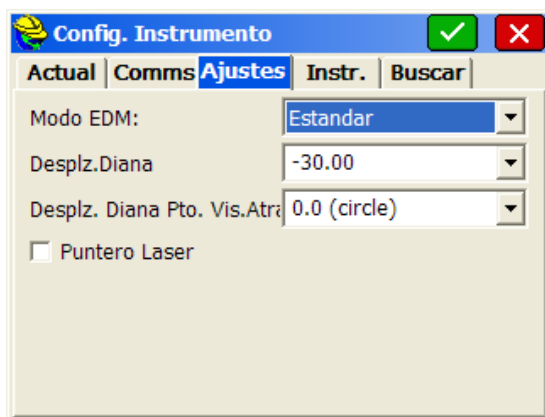 Config. Instrumento
Actual Comms Ajustes Instr. Buscar
Modo EDM: Estandar
Desplz.Diana -30.00
Desplz. Diana Pto. Vis.Atra 0.0 (circle)
Puntero Laser